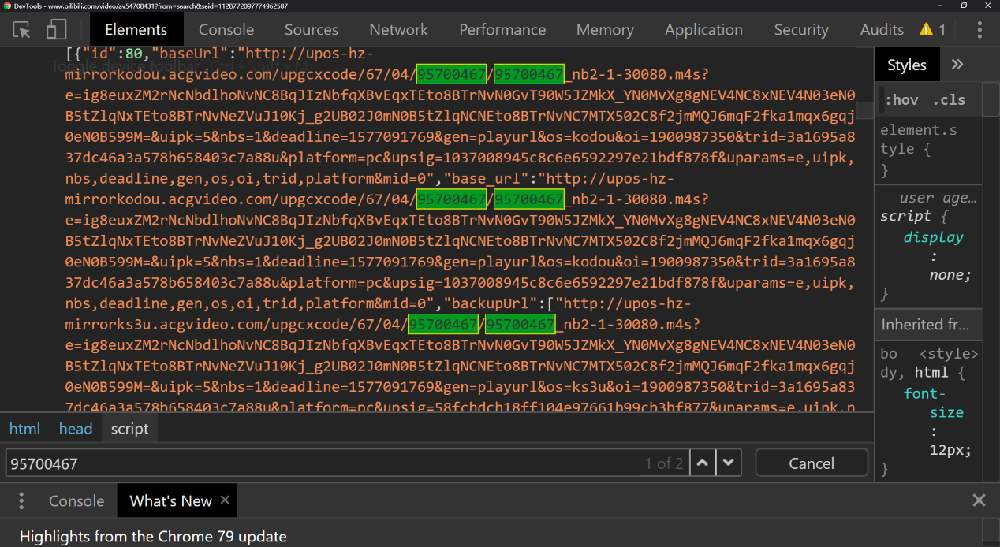 DevTools - www.bilibili.com/video/av54708431?from=search&seid=1128772097774962587
Elements Console Sources Network Performance Memory Application Security Audits 1
Toggle device toolbar Ctrl + Shift + M
[{"id":80,"baseUrl":"http://upos-hz-
mirrorkodou.acgvideo.com/upgcxcode/67/04/95700467/95700467_nb2-1-30080.m4s?
e=ig8euxZM2rNcNbdlhoNvNC8BqJIzNbfqXBvEqxTEto8BTrNvN0GvT90W5JZMkX_YN0MvXg8gNEV4NC8xNEV4N03eN0
B5tZlqNxTEto8BTrNvNeZVuJ10Kj_g2UB02J0mN0B5tZlqNCNEto8BTrNvNC7MTX502C8f2jmMQJ6mqF2fka1mqx6gqj
0eN0B599M=&uipk=5&nbs=1&deadline=1577091769&gen=playurl&os=kodou&oi=1900987350&trid=3a1695a8
37dc46a3a578b658403c7a88u&platform=pc&upsig=1037008945c8c6e6592297e21bdf878f&uparams=e,uipk,
nbs,deadline,gen,os,oi,trid,platform&mid=0","base_url":"http://upos-hz-
mirrorkodou.acgvideo.com/upgcxcode/67/04/95700467/95700467_nb2-1-30080.m4s?
e=ig8euxZM2rNcNbdlhoNvNC8BqJIzNbfqXBvEqxTEto8BTrNvN0GvT90W5JZMkX_YN0MvXg8gNEV4NC8xNEV4N03eN0
B5tZlqNxTEto8BTrNvNeZVuJ10Kj_g2UB02J0mN0B5tZlqNCNEto8BTrNvNC7MTX502C8f2jmMQJ6mqF2fka1mqx6gqj
0eN0B599M=&uipk=5&nbs=1&deadline=1577091769&gen=playurl&os=kodou&oi=1900987350&trid=3a1695a8
37dc46a3a578b658403c7a88u&platform=pc&upsig=1037008945c8c6e6592297e21bdf878f&uparams=e,uipk,
nbs,deadline,gen,os,oi,trid,platform&mid=0","backupUrl":["http://upos-hz-
mirrorks3u.acgvideo.com/upgcxcode/67/04/95700467/95700467_nb2-1-30080.m4s?
e=ig8euxZM2rNcNbdlhoNvNC8BqJIzNbfqXBvEqxTEto8BTrNvN0GvT90W5JZMkX_YN0MvXg8gNEV4NC8xNEV4N03eN0
B5tZlqNxTEto8BTrNvNeZVuJ10Kj_g2UB02J0mN0B5tZlqNCNEto8BTrNvNC7MTX502C8f2jmMQJ6mqF2fka1mqx6gqj
0eN0B599M=&uipk=5&nbs=1&deadline=1577091769&gen=playurl&os=ks3u&oi=1900987350&trid=3a1695a83
7dc46a3a578b658403c7a88u&platform=pc&upsig=58fcbdcb18ff104e97661b99cb3bf877&uparams=e,uipk,n
Styles »
:hov .cls
element.s
tyle {
}
user age…
script {
display
:
none;
}
Inherited fr…
bo <style>
dy, html {
font-
size
:
12px;
}
html head script
95700467 1 of 2 Cancel
Console What's New ×
Highlights from the Chrome 79 update